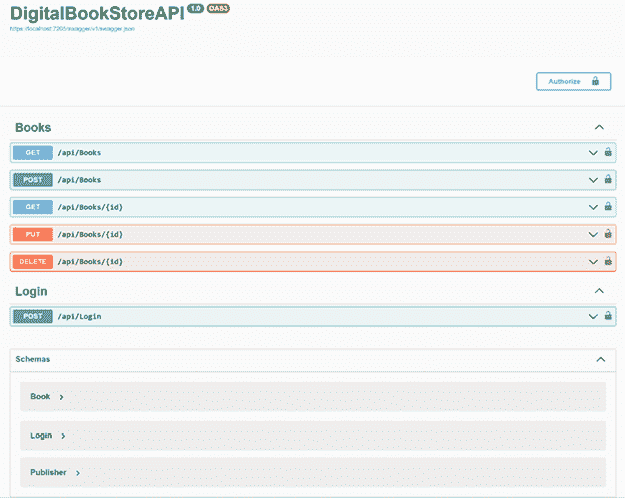 DigitalBookStoreAPI 1.0 OAS3
Authorize
Books
GET /api/Books
POST /api/Books
GET /api/Books/{id}
PUT /api/Books/{id}
DELETE /api/Books/{id}
Login
POST /api/Login
Schemas
Book
Login
Publisher